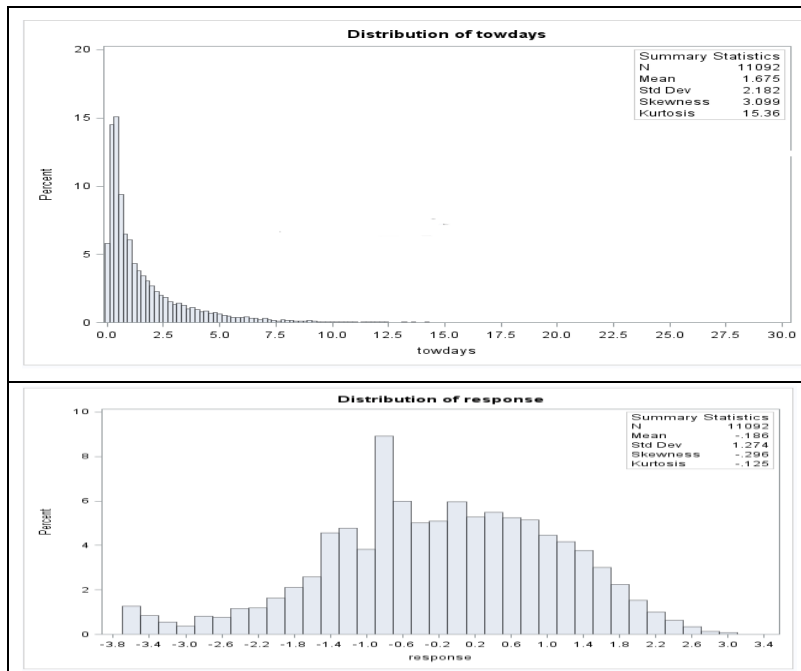 Distribution of towdays
20
Summary Statistics
N 11092
Mean 1.675
Std Dev 2.182
Skewness 3.099
Kurtosis 15.36
15
Percent
10
5
0
0.0 2.5 5.0 7.5 10.0 12.5 15.0 17.5 20.0 22.5 25.0 27.5 30.0
towdays
Distribution of response
10
Summary Statistics
N 11092
Mean -.186
Std Dev 1.274
Skewness -.296
Kurtosis -.125
8
6
Percent
4
2
0
-3.8 -3.4 -3.0 -2.6 -2.2 -1.8 -1.4 -1.0 -0.6 -0.2 0.2 0.6 1.0 1.4 1.8 2.2 2.6 3.0 3.4
response